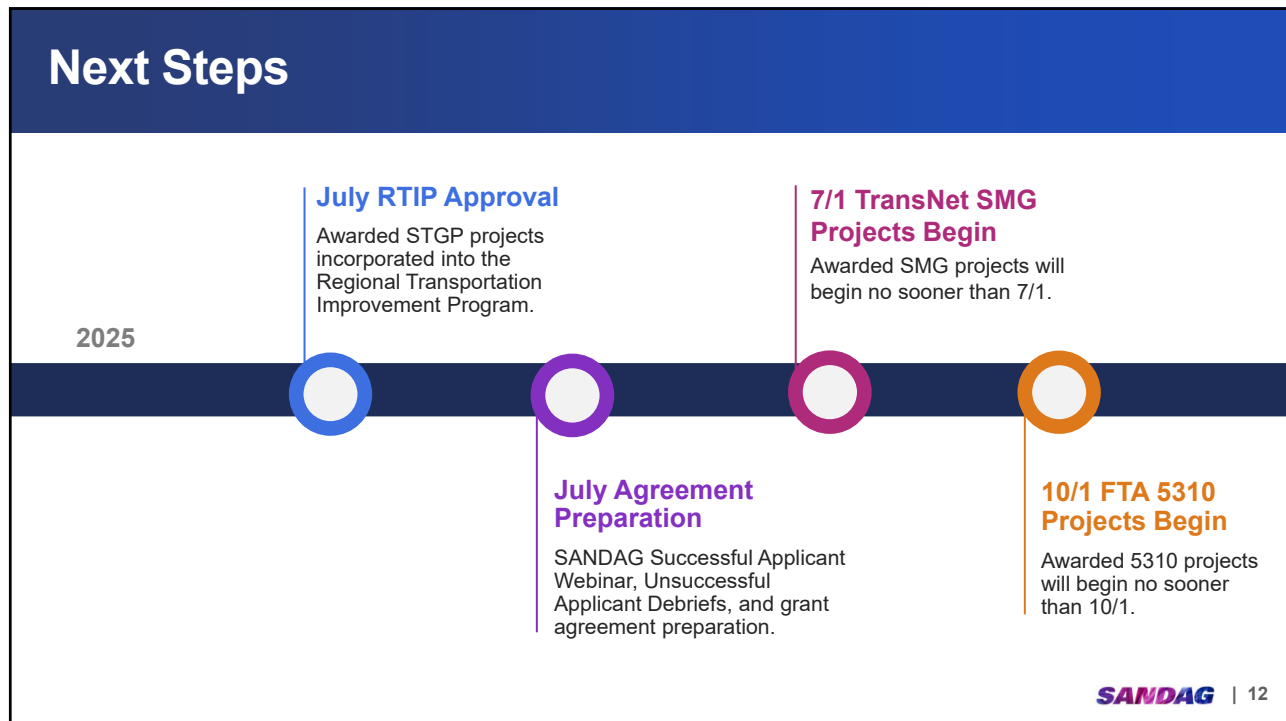 Next Steps
2025
July RTIP Approval
Awarded STGP projects
incorporated into the
Regional Transportation
Improvement Program.
July Agreement
Preparation
SANDAG Successful Applicant
Webinar, Unsuccessful
Applicant Debriefs, and grant
agreement preparation.
7/1 TransNet SMG
Projects Begin
Awarded SMG projects will
begin no sooner than 7/1.
10/1 FTA 5310
Projects Begin
Awarded 5310 projects
will begin no sooner
than 10/1.
SANDAG | 12